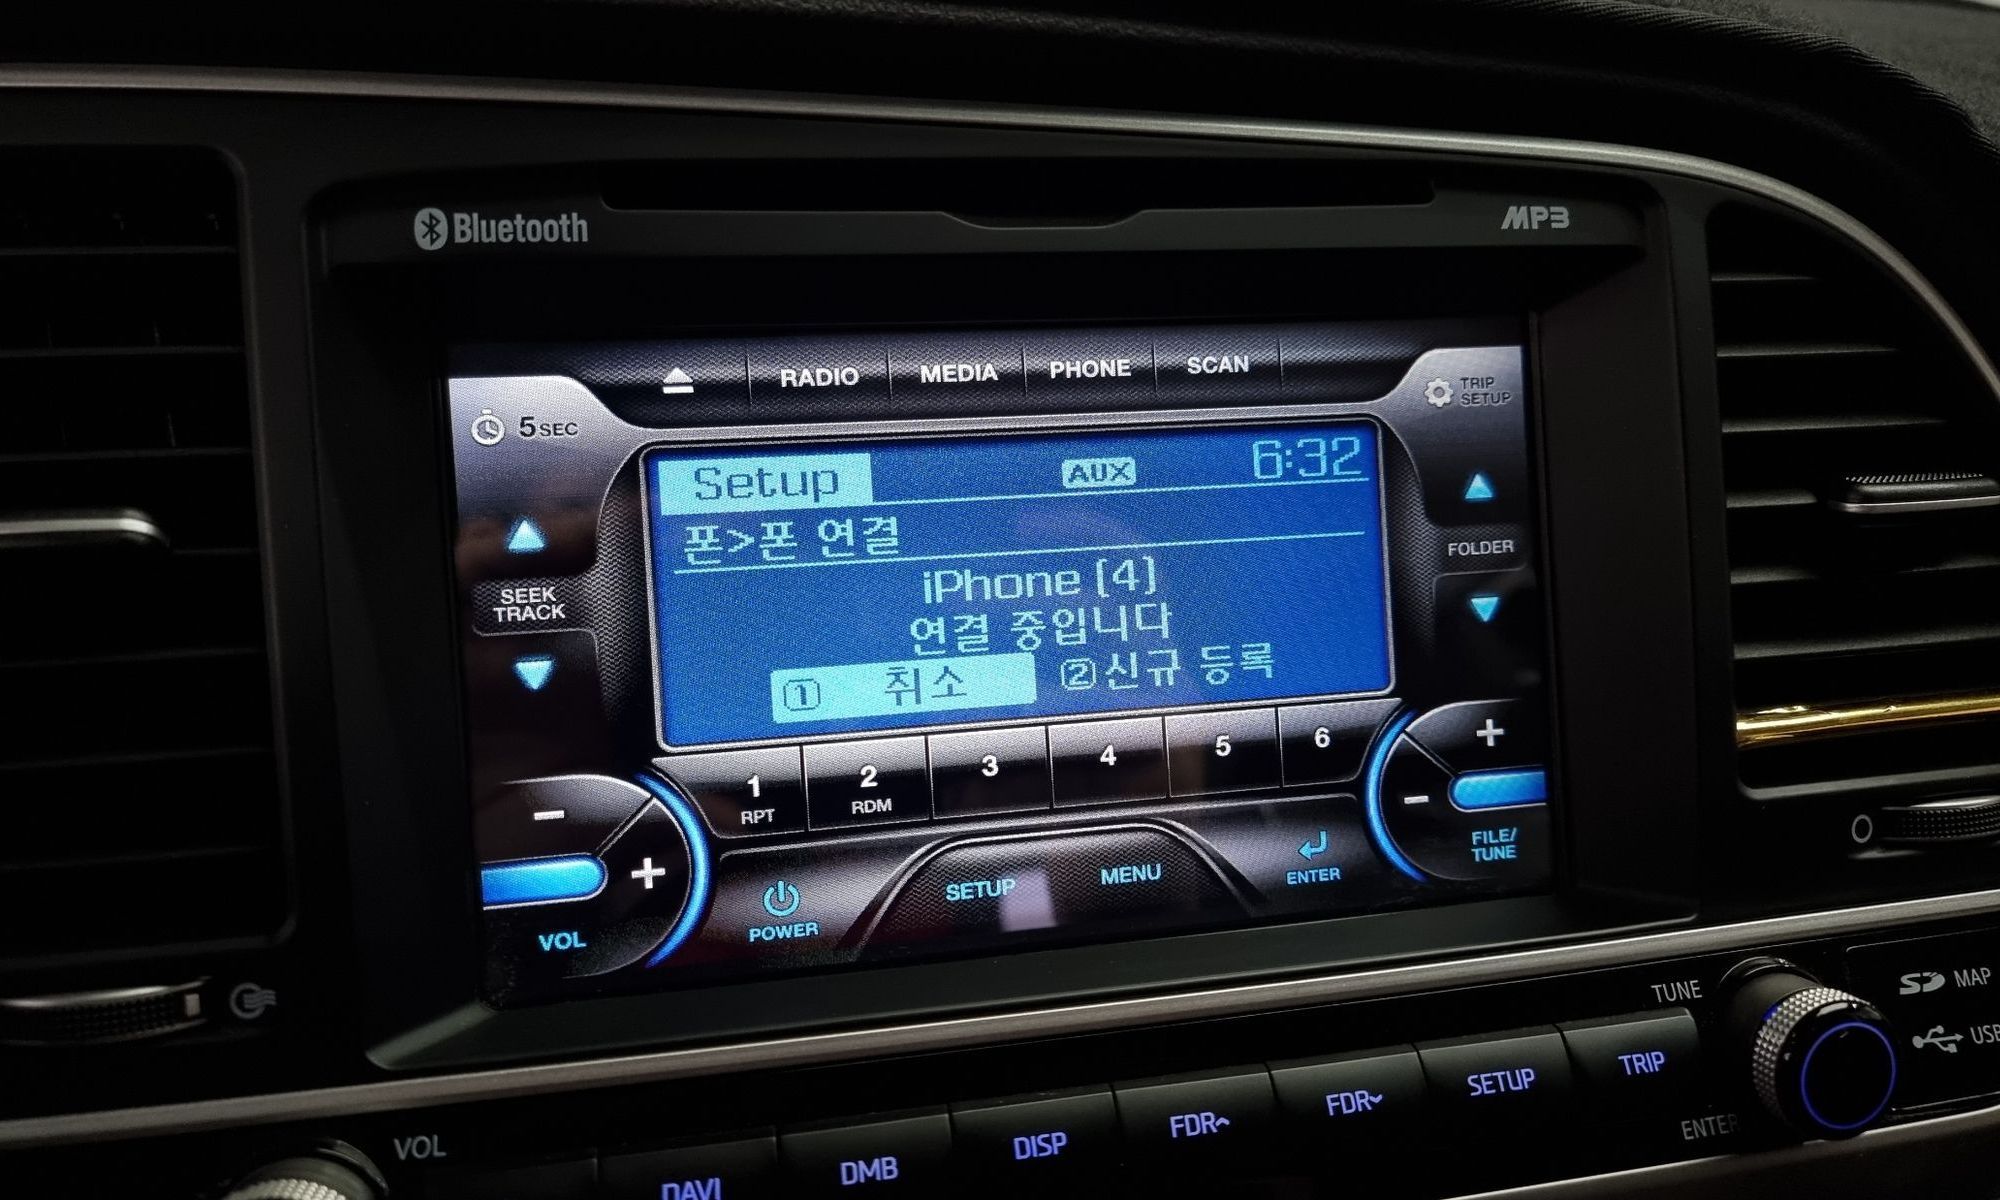 Bluetooth
MP3
RADIO MEDIA PHONE SCAN
5 SEC
TRIP SETUP
Setup AUX 6:32
폰>폰 연결
iPhone (4)
연결 중입니다
① 취소 ②신규 등록
SEEK TRACK
FOLDER
1 RPT
2 RDM
3 4 5 6
- +
VOL
+ -
FILE/ TUNE
POWER
SETUP MENU
ENTER
O
VOL
DMB DISP FDR FDR SETUP TRIP
TUNE
ENTER
SD MAP
USB